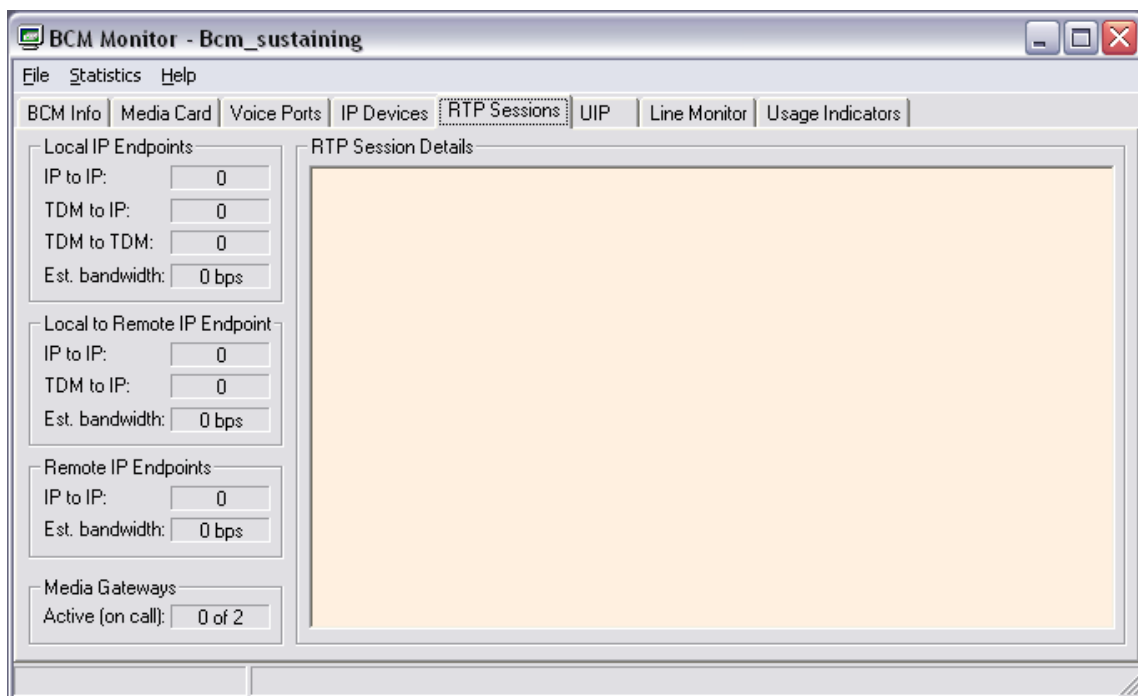 BCM Monitor - Bcm_sustaining
File Statistics Help
BCM Info Media Card Voice Ports IP Devices RTP Sessions UIP Line Monitor Usage Indicators
Local IP Endpoints
IP to IP: 0
TDM to IP: 0
TDM to TDM: 0
Est. bandwidth: 0 bps
Local to Remote IP Endpoint
IP to IP: 0
TDM to IP: 0
Est. bandwidth: 0 bps
Remote IP Endpoints
IP to IP: 0
Est. bandwidth: 0 bps
Media Gateways
Active (on call): 0 of 2
RTP Session Details